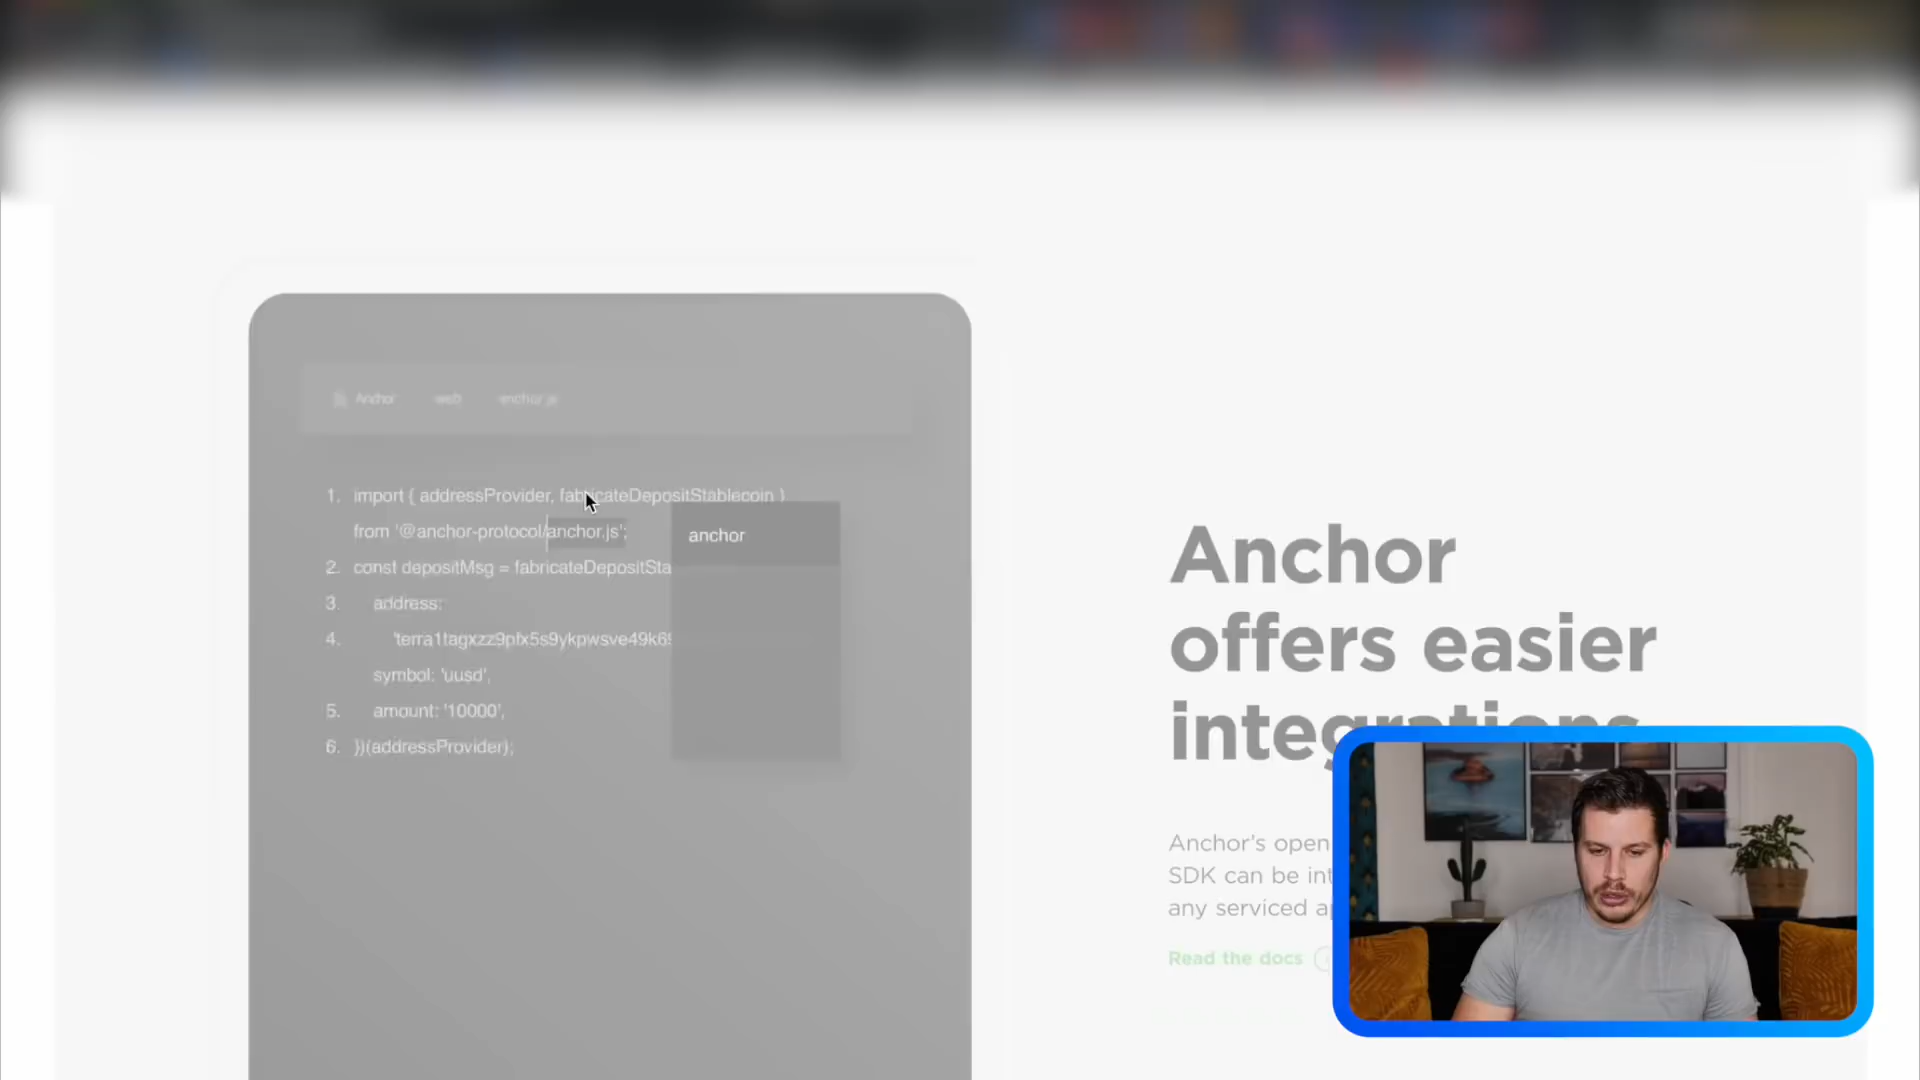 Anchor web anchor.js
1. import { addressProvider, fabricateDepositStablecoin }
from '@anchor-protocol/anchor.js';
anchor
2. const depositMsg = fabricateDepositSta
3. address:
4.
symbol: 'uusd',
5. amount: '10000',
6. })(addressProvider);
Anchor
offers easier
integrations
Anchor's open
SDK can be int
any serviced
Read the docs